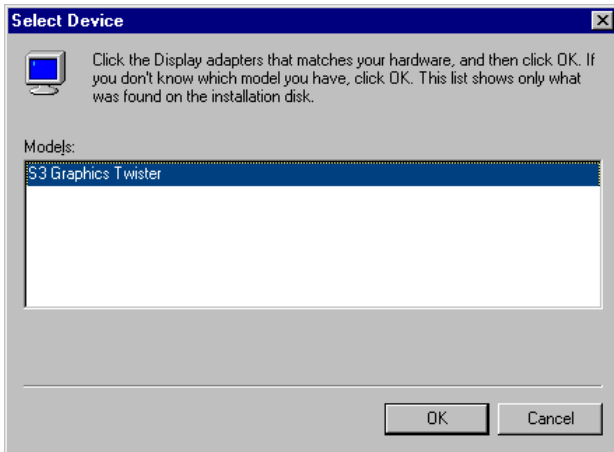 Select Device
Click the Display adapters that matches your hardware, and then click OK. If
you don't know which model you have, click OK. This list shows only what
was found on the installation disk.
Models:
S3 Graphics Twister
OK
Cancel